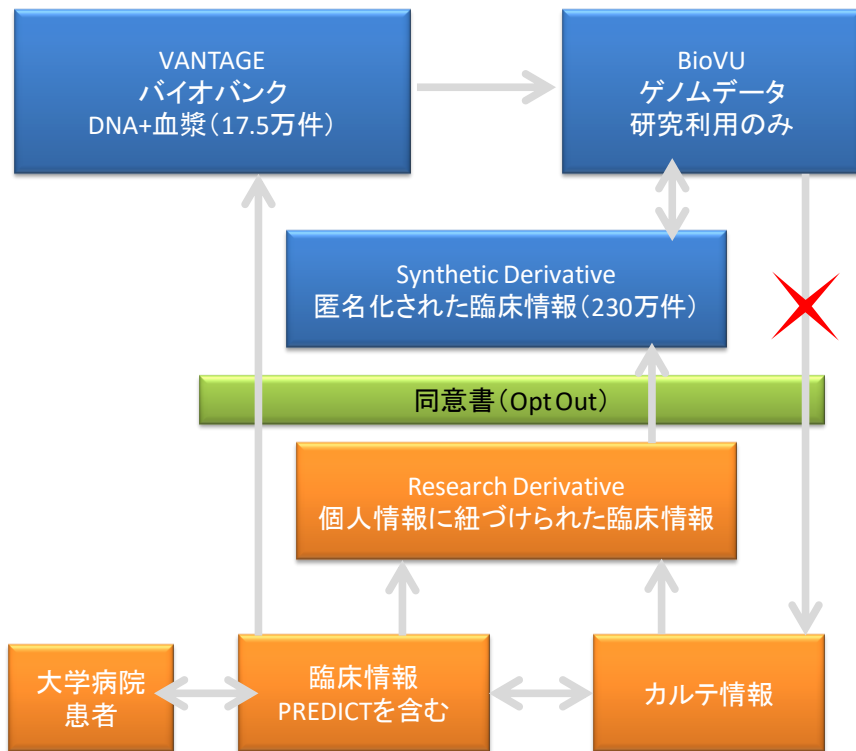 VANTAGE
バイオバンク
DNA+血漿(17.5万件)
BioVU
ゲノムデータ
研究利用のみ
Synthetic Derivative
匿名化された臨床情報(230万件)
同意書(Opt Out)
Research Derivative
個人情報に紐づけられた臨床情報
大学病院
患者
臨床情報
PREDICTを含む
カルテ情報